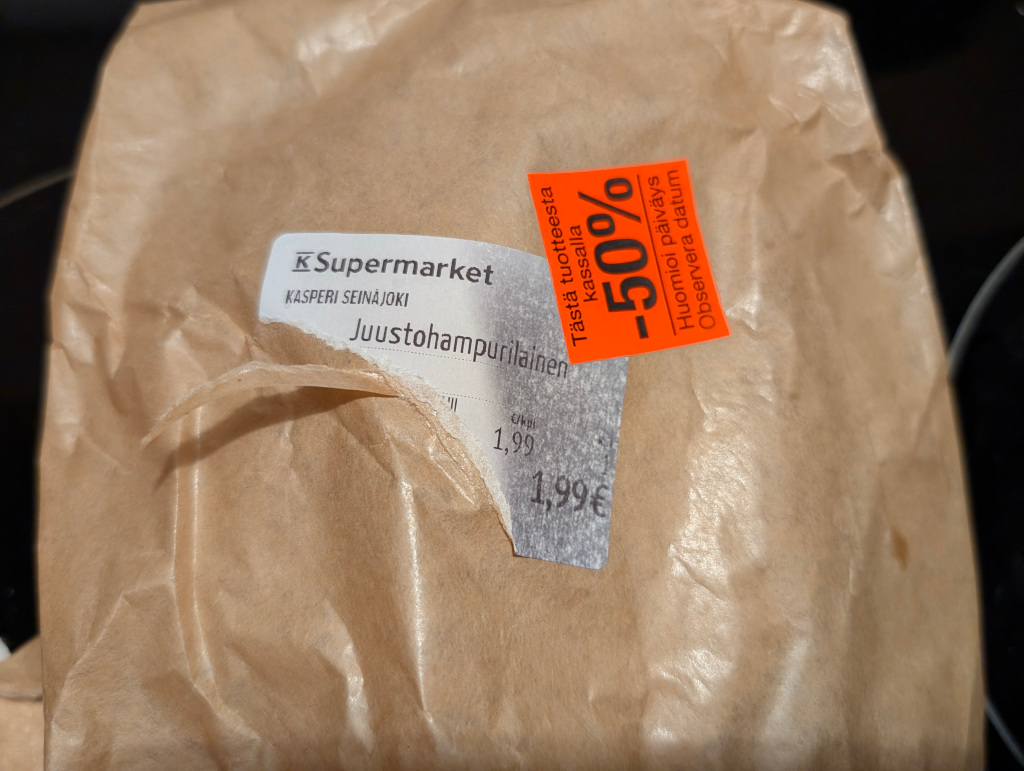 K Supermarket
KASPERI SEINÄJOKI
Juustohampurilainen
€/kpl
1,99
1,99€
Tästä tuotteesta
kassalla
-50%
Huomioi päiväys
Observera datum